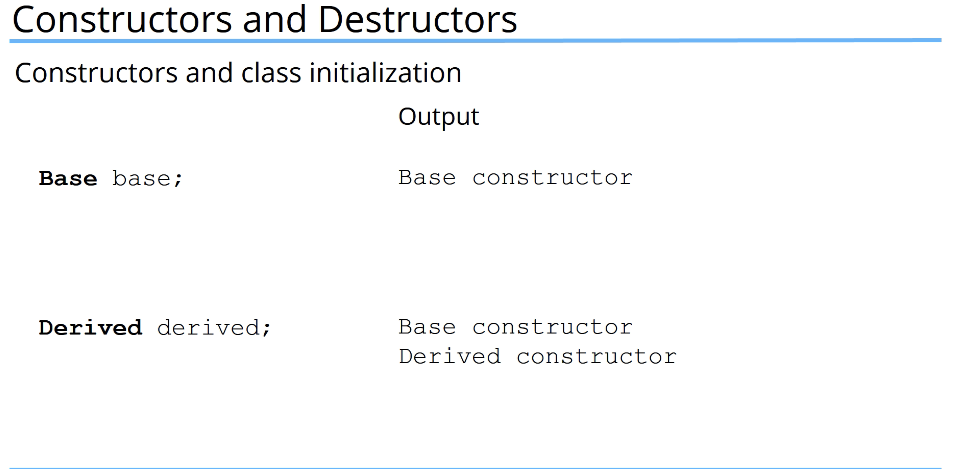 Constructors and Destructors
Constructors and class initialization
Output
Base base; Base constructor
Derived derived; Base constructor
Derived constructor